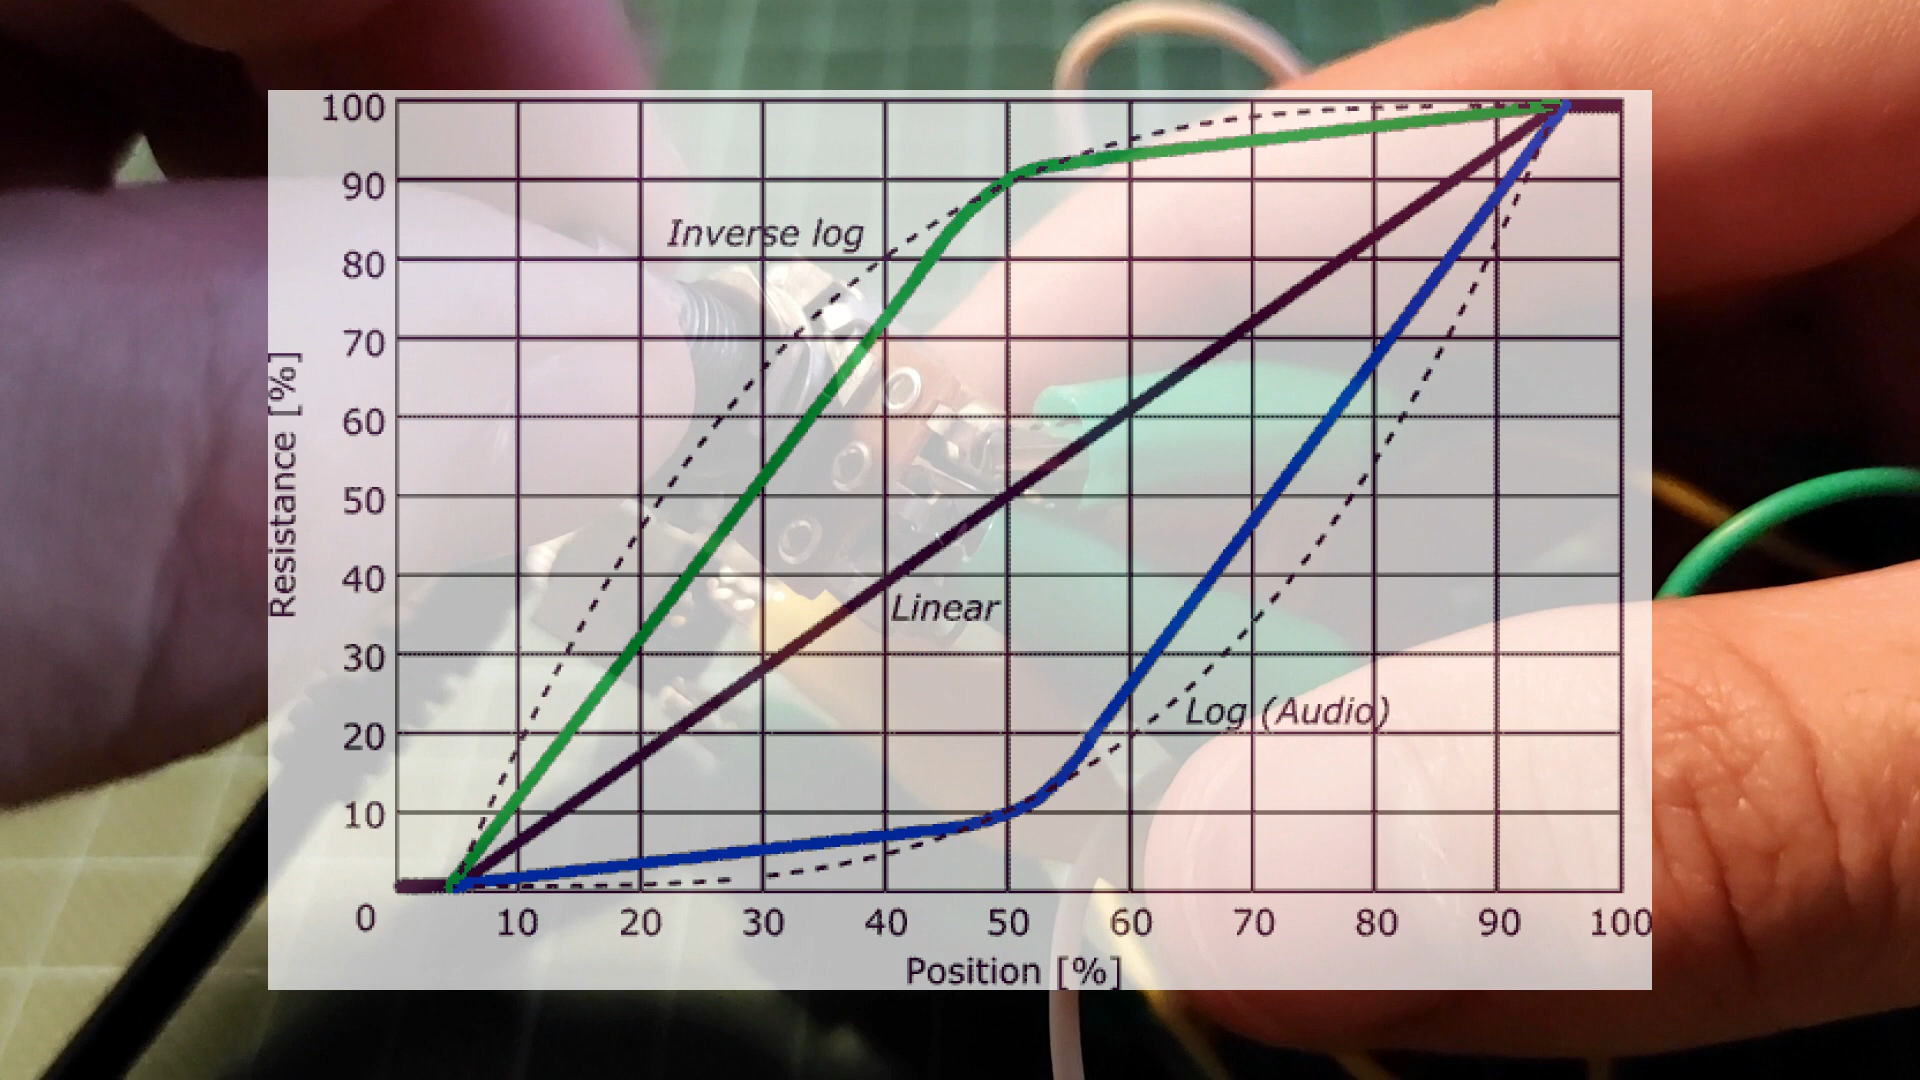 100
90
80
70
60
50
40
30
20
10
0
Resistance [%]
Inverse log
Linear
Log (Audio)
10 20 30 40 50 60 70 80 90 100
Position [%]